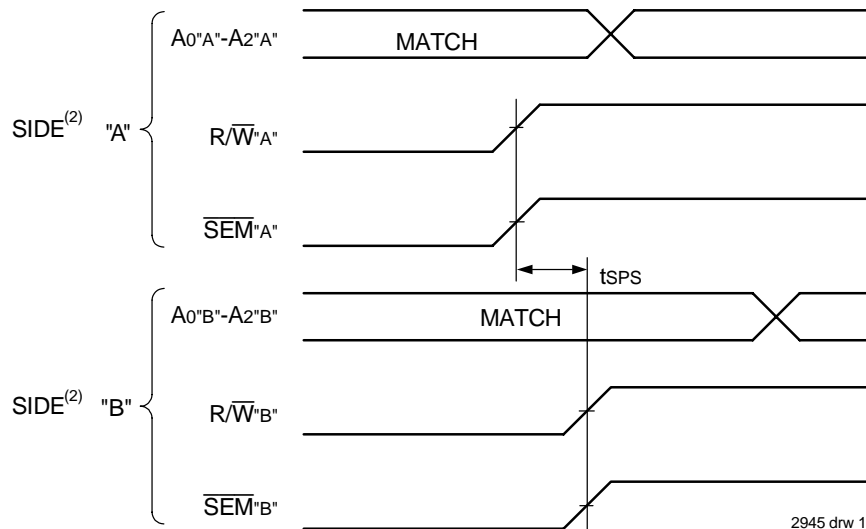 A0"A"-A2"A"
MATCH
SIDE(2) "A"
R/W"A"
SEM"A"
tSPS
A0"B"-A2"B"
MATCH
SIDE(2) "B"
R/W"B"
SEM"B"
2945 drw 1